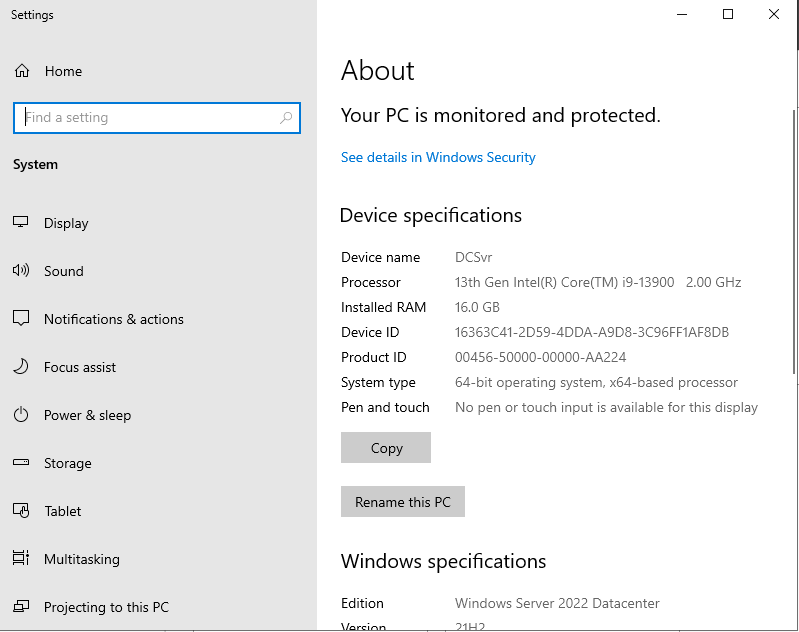 Settings
Home
Find a setting
System
Display
Sound
Notifications & actions
Focus assist
Power & sleep
Storage
Tablet
Multitasking
Projecting to this PC
About
Your PC is monitored and protected.
See details in Windows Security
Device specifications
Device name DCSvr
Processor 13th Gen Intel(R) Core(TM) i9-13900 2.00 GHz
Installed RAM 16.0 GB
Device ID 16363C41-2D59-4DDA-A9D8-3C96FF1AF8DB
Product ID 00456-50000-00000-AA224
System type 64-bit operating system, x64-based processor
Pen and touch No pen or touch input is available for this display
Copy
Rename this PC
Windows specifications
Edition Windows Server 2022 Datacenter
Version 21H2